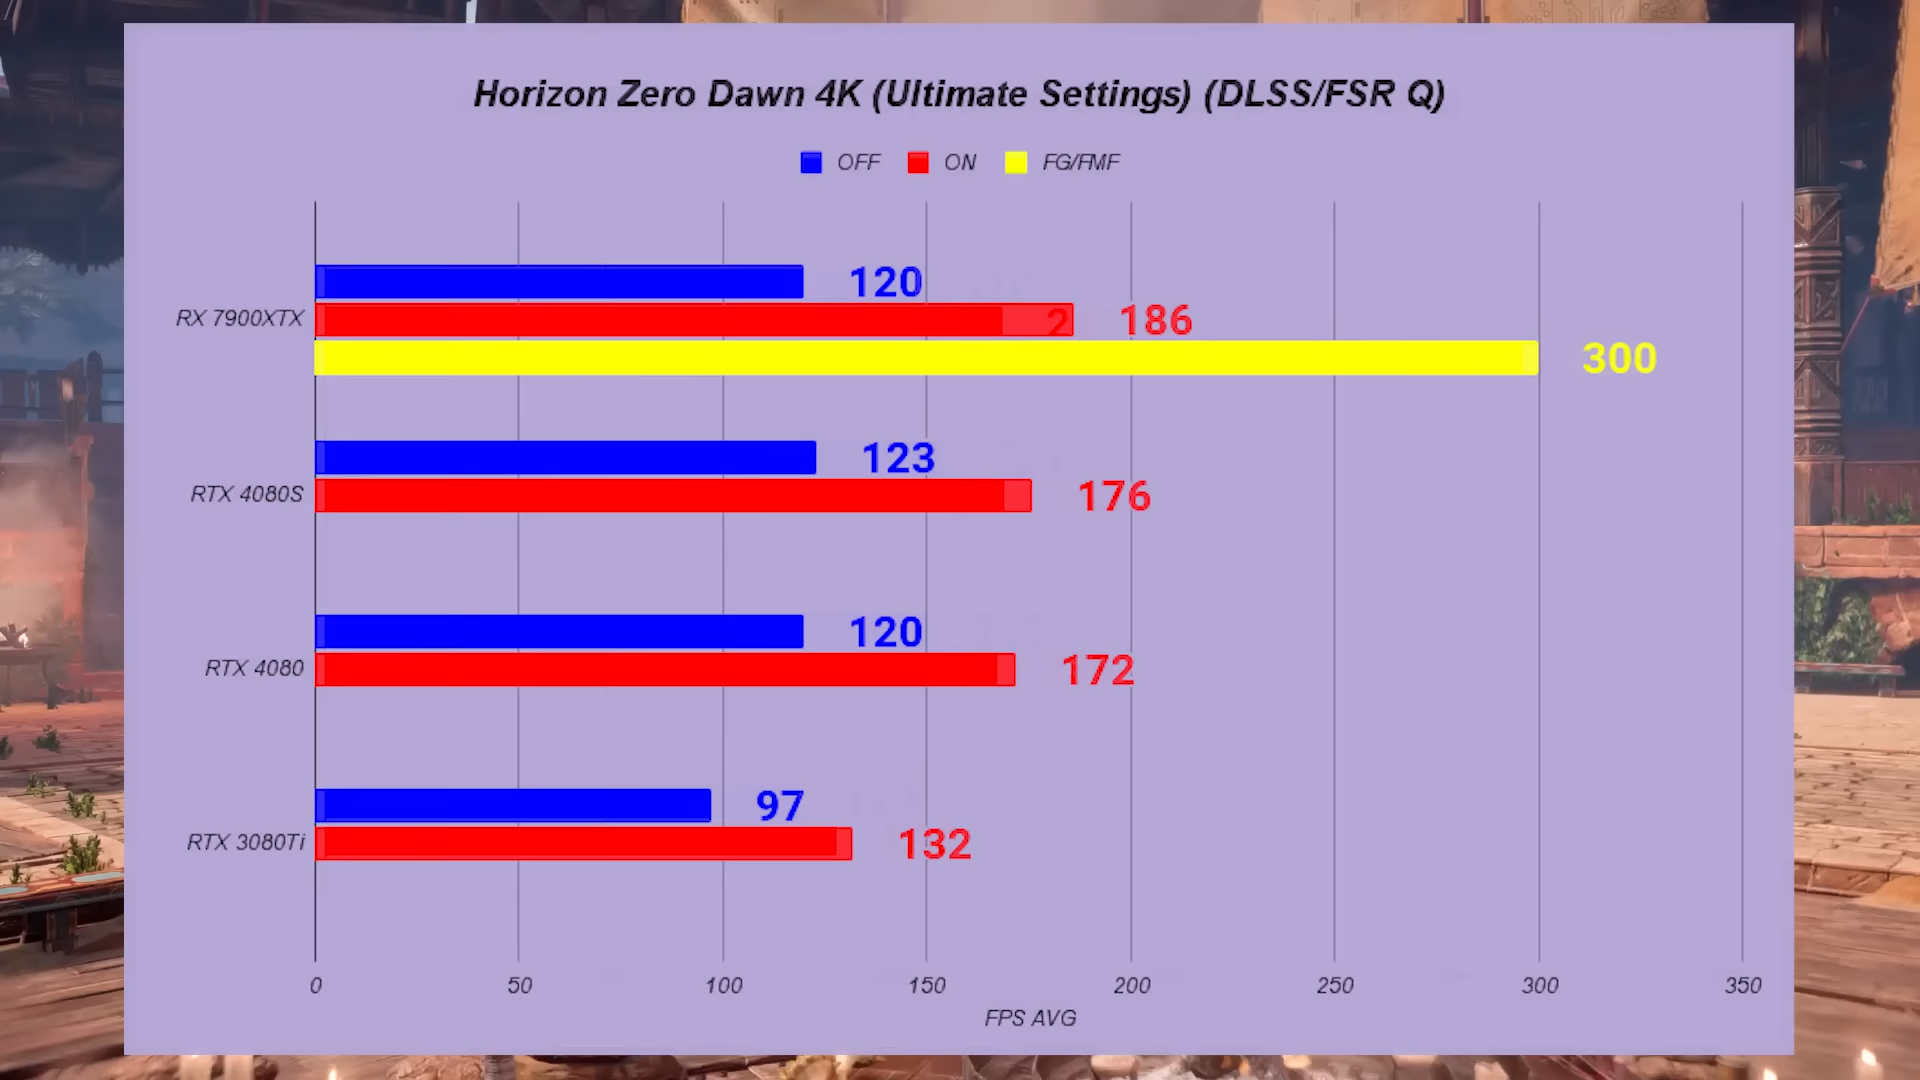 Horizon Zero Dawn 4K (Ultimate Settings) (DLSS/FSR Q)
OFF ON FG/FMF
120
RX 7900XTX 2 186
300
123
RTX 4080S 176
120
RTX 4080 172
97
RTX 3080Ti 132
0 50 100 150 200 250 300 350
FPS AVG